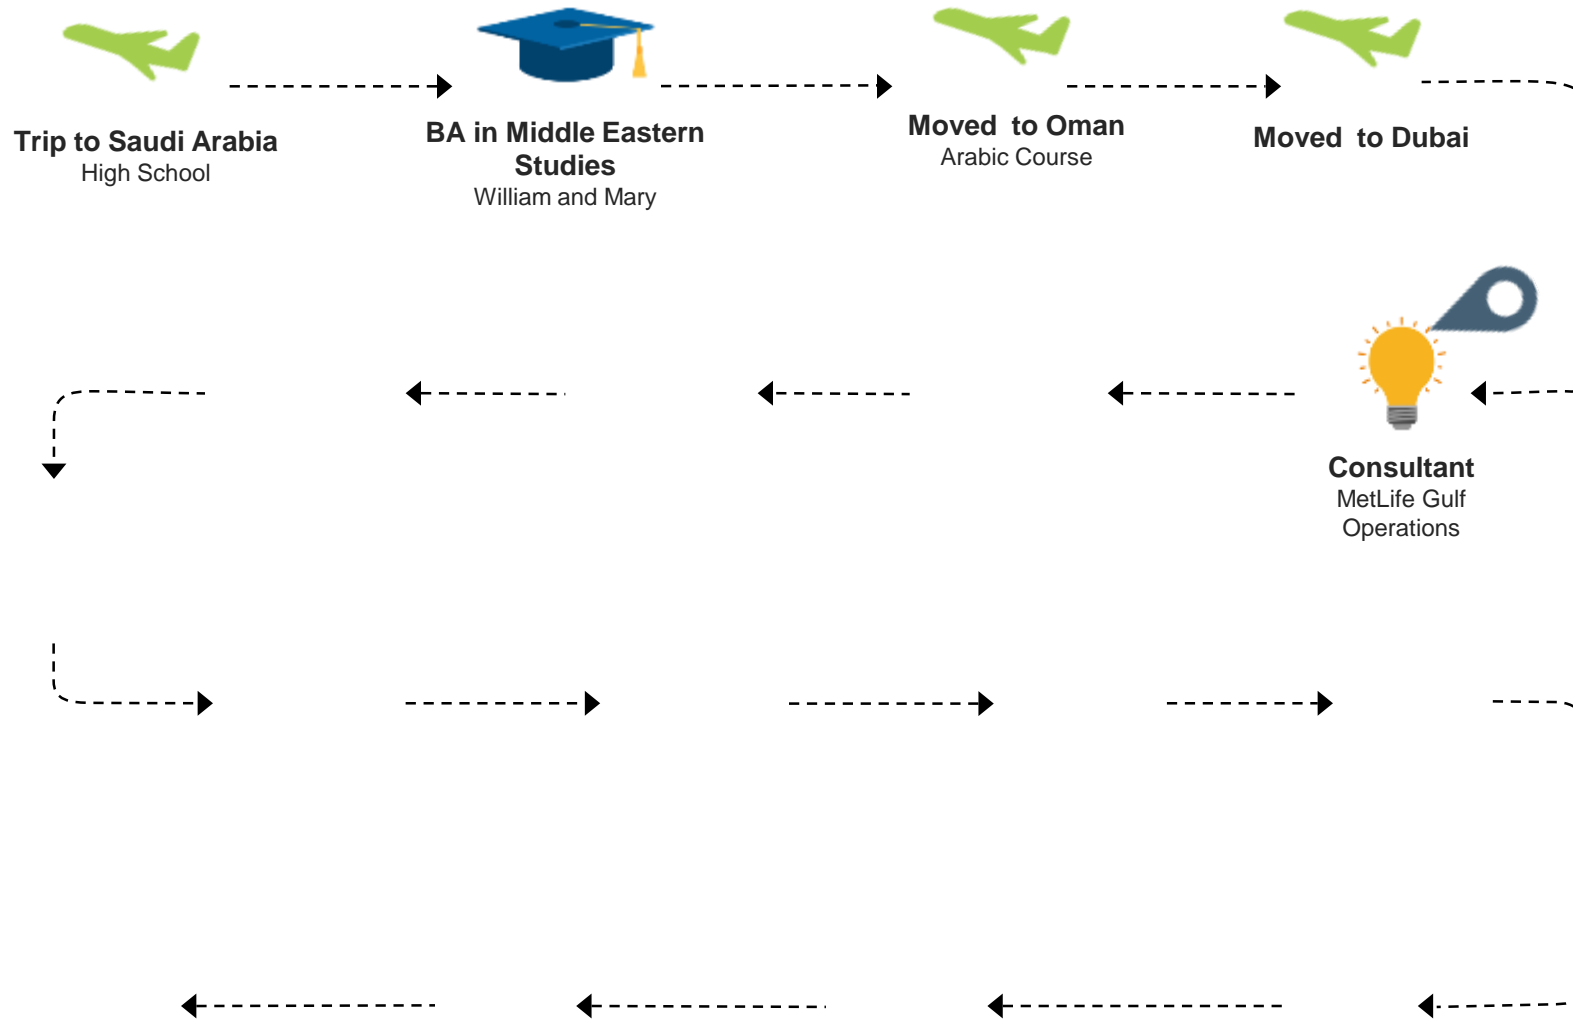 Trip to Saudi Arabia
High School
BA in Middle Eastern
Studies
William and Mary
Moved  to Oman
Arabic Course
Moved  to Dubai
Consultant
MetLife Gulf
Operations